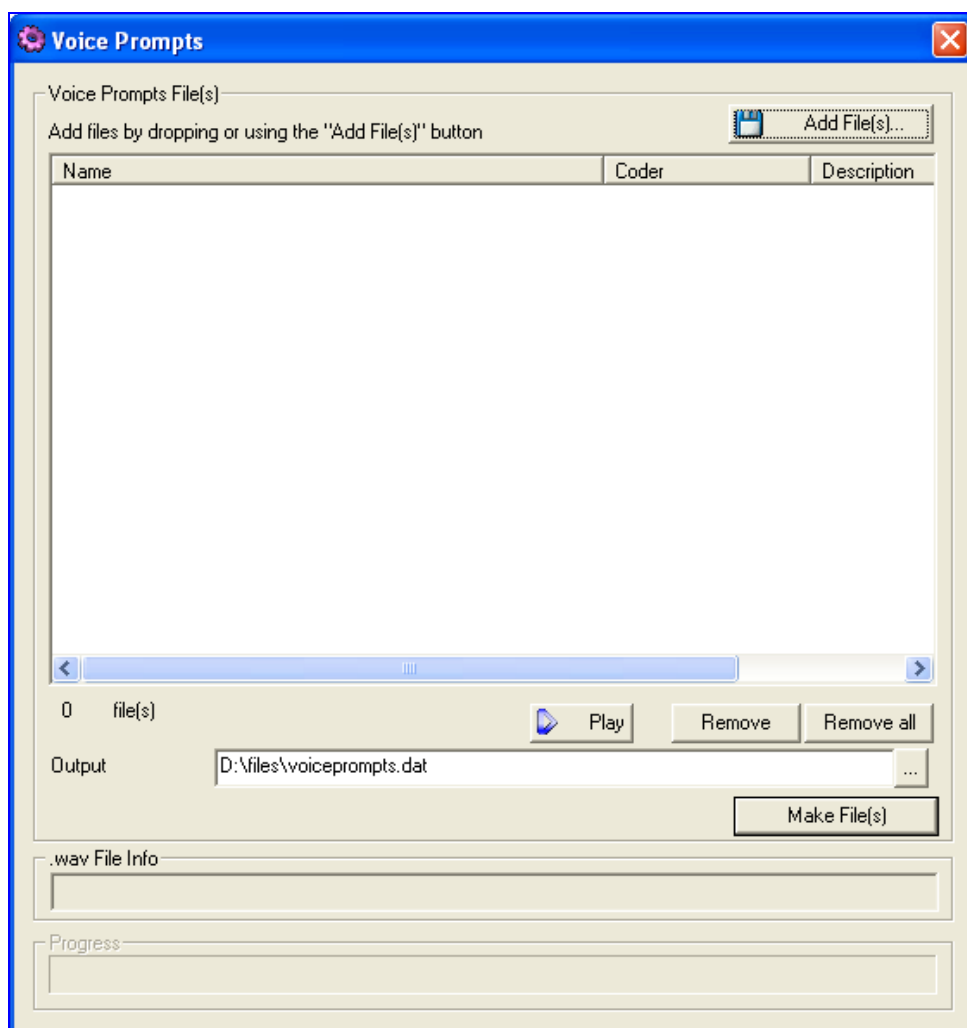 Voice Prompts
Voice Prompts File(s)
Add files by dropping or using the "Add File(s)" button
Add File(s)...
Name Coder Description
0 file(s)
Play Remove Remove all
Output D:\files\voiceprompts.dat ...
Make File(s)
.wav File Info
Progress